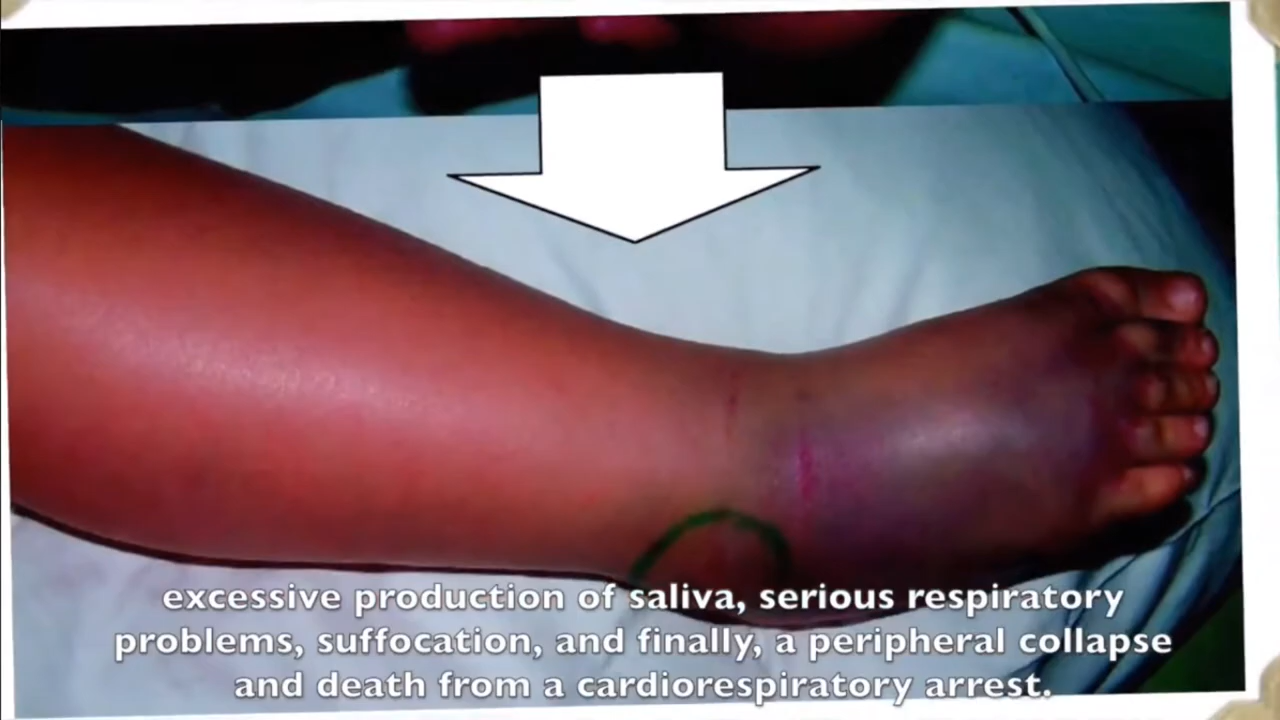 excessive production of saliva, serious respiratory
problems, suffocation, and finally, a peripheral collapse
and death from a cardiorespiratory arrest.